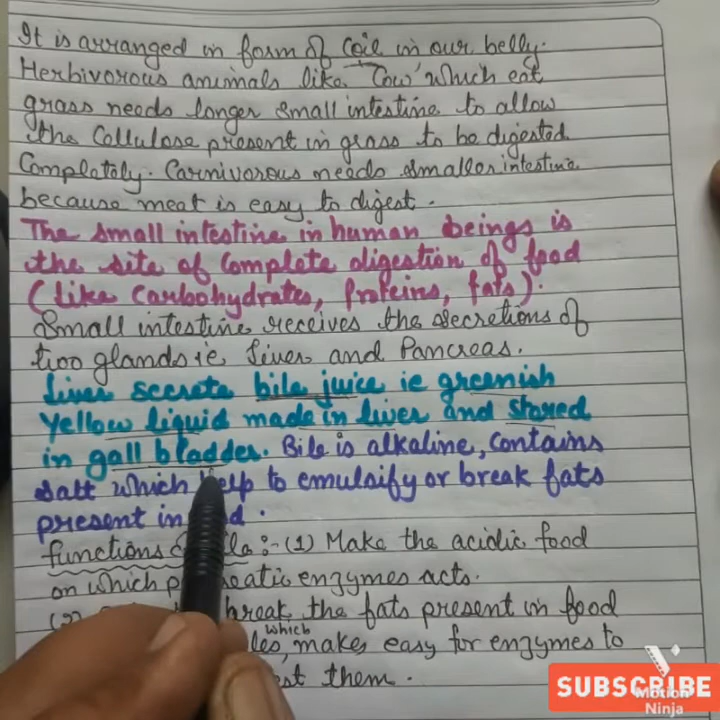 It is arranged in form of Coil in our belly.
Herbivorous animals like 'Cow' which eat
grass needs longer small intestine to allow
the Cellulose present in grass to be digested
Completely. Carnivorous needs smaller intestine
because meat is easy to digest.
The small intestine in human beings is
the site of Complete digestion of food
(like Carbohydrates, Proteins, fats).
Small intestine receives the secretions of
two glands ie liver and Pancreas.
liver secrete bile juice ie greenish
Yellow liquid made in liver and stored
in gall bladder. Bile is alkaline, contains
salt which help to emulsify or break fats
present in
functions :- (1) Make the acidic food
on which enzymes acts.
break the fats present in food
which makes easy for enzymes to
them.
SUBSCRIBE
Motion
Ninja